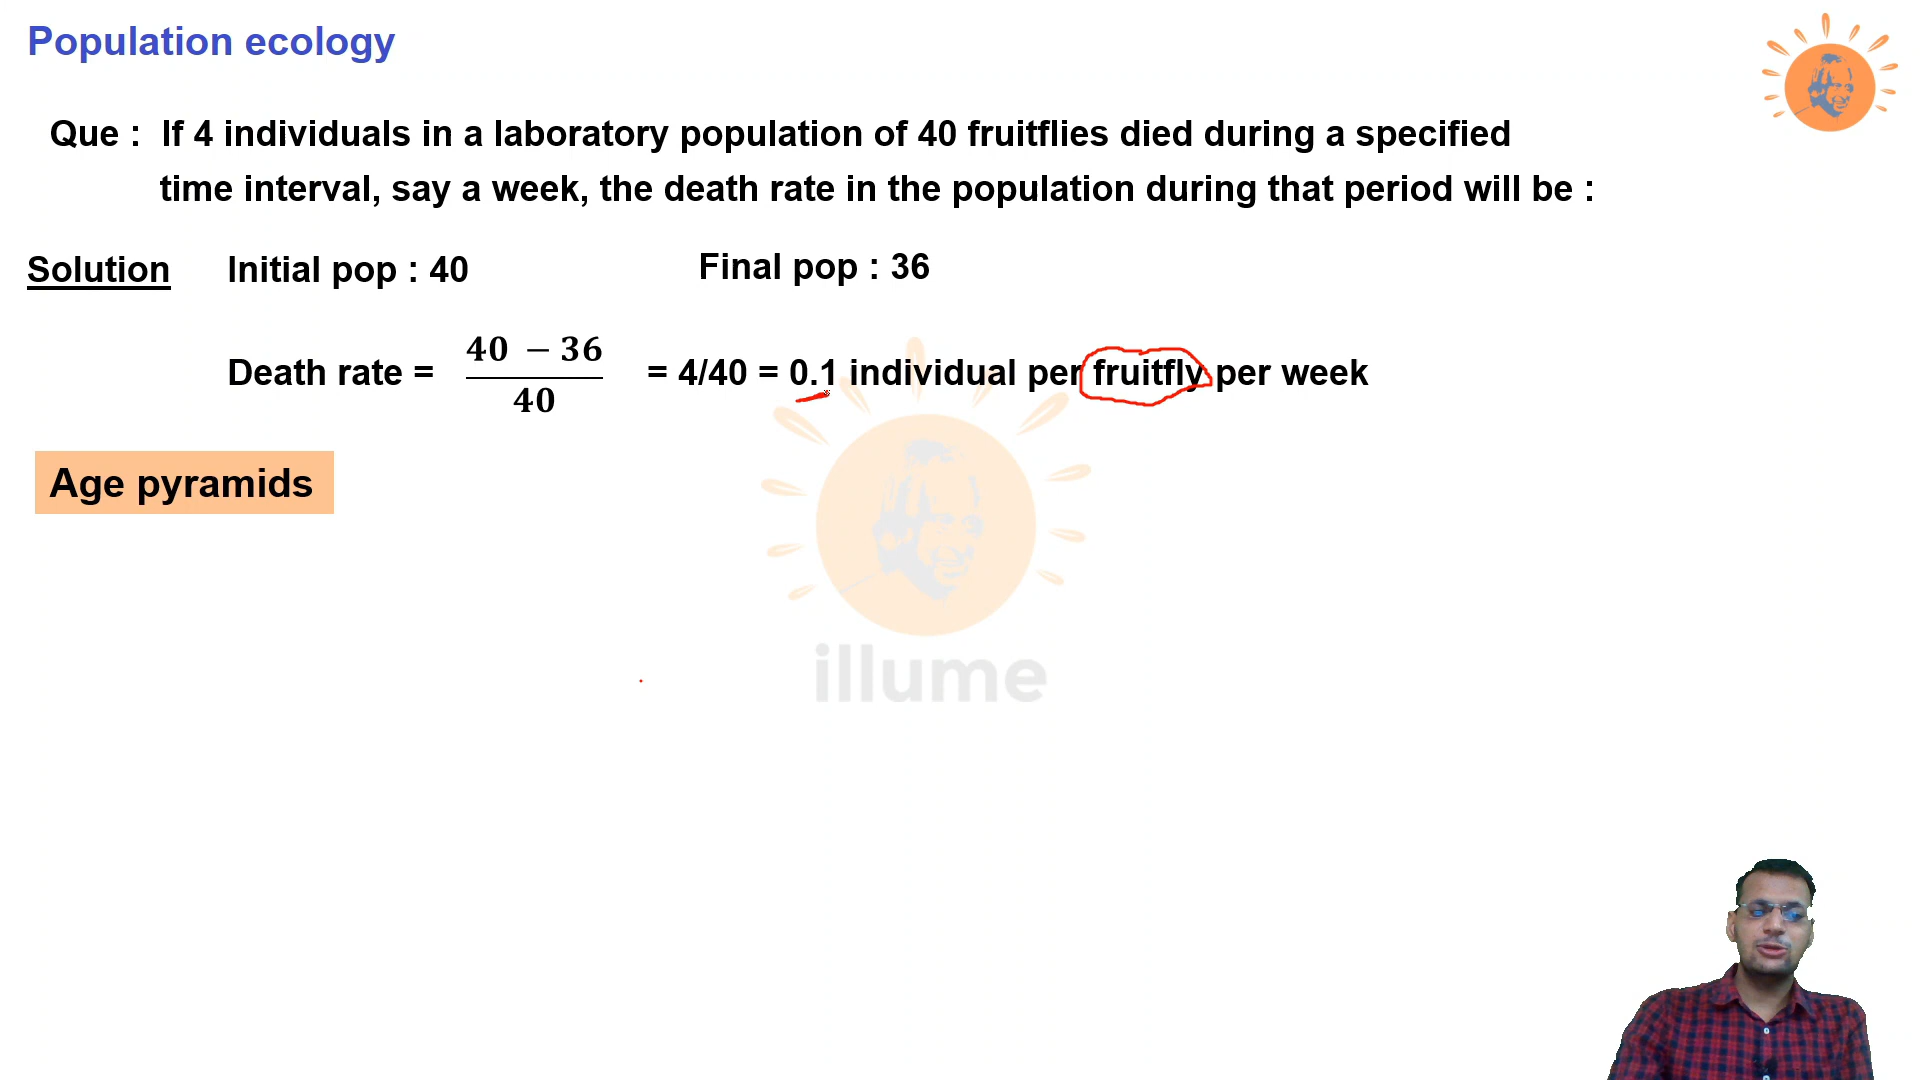 Population ecology
Que : If 4 individuals in a laboratory population of 40 fruitflies died during a specified
time interval, say a week, the death rate in the population during that period will be :
Solution Initial pop : 40 Final pop : 36
Death rate = 40 − 36 / 40 = 4/40 = 0.1 individual per fruitfly per week
Age pyramids
illume